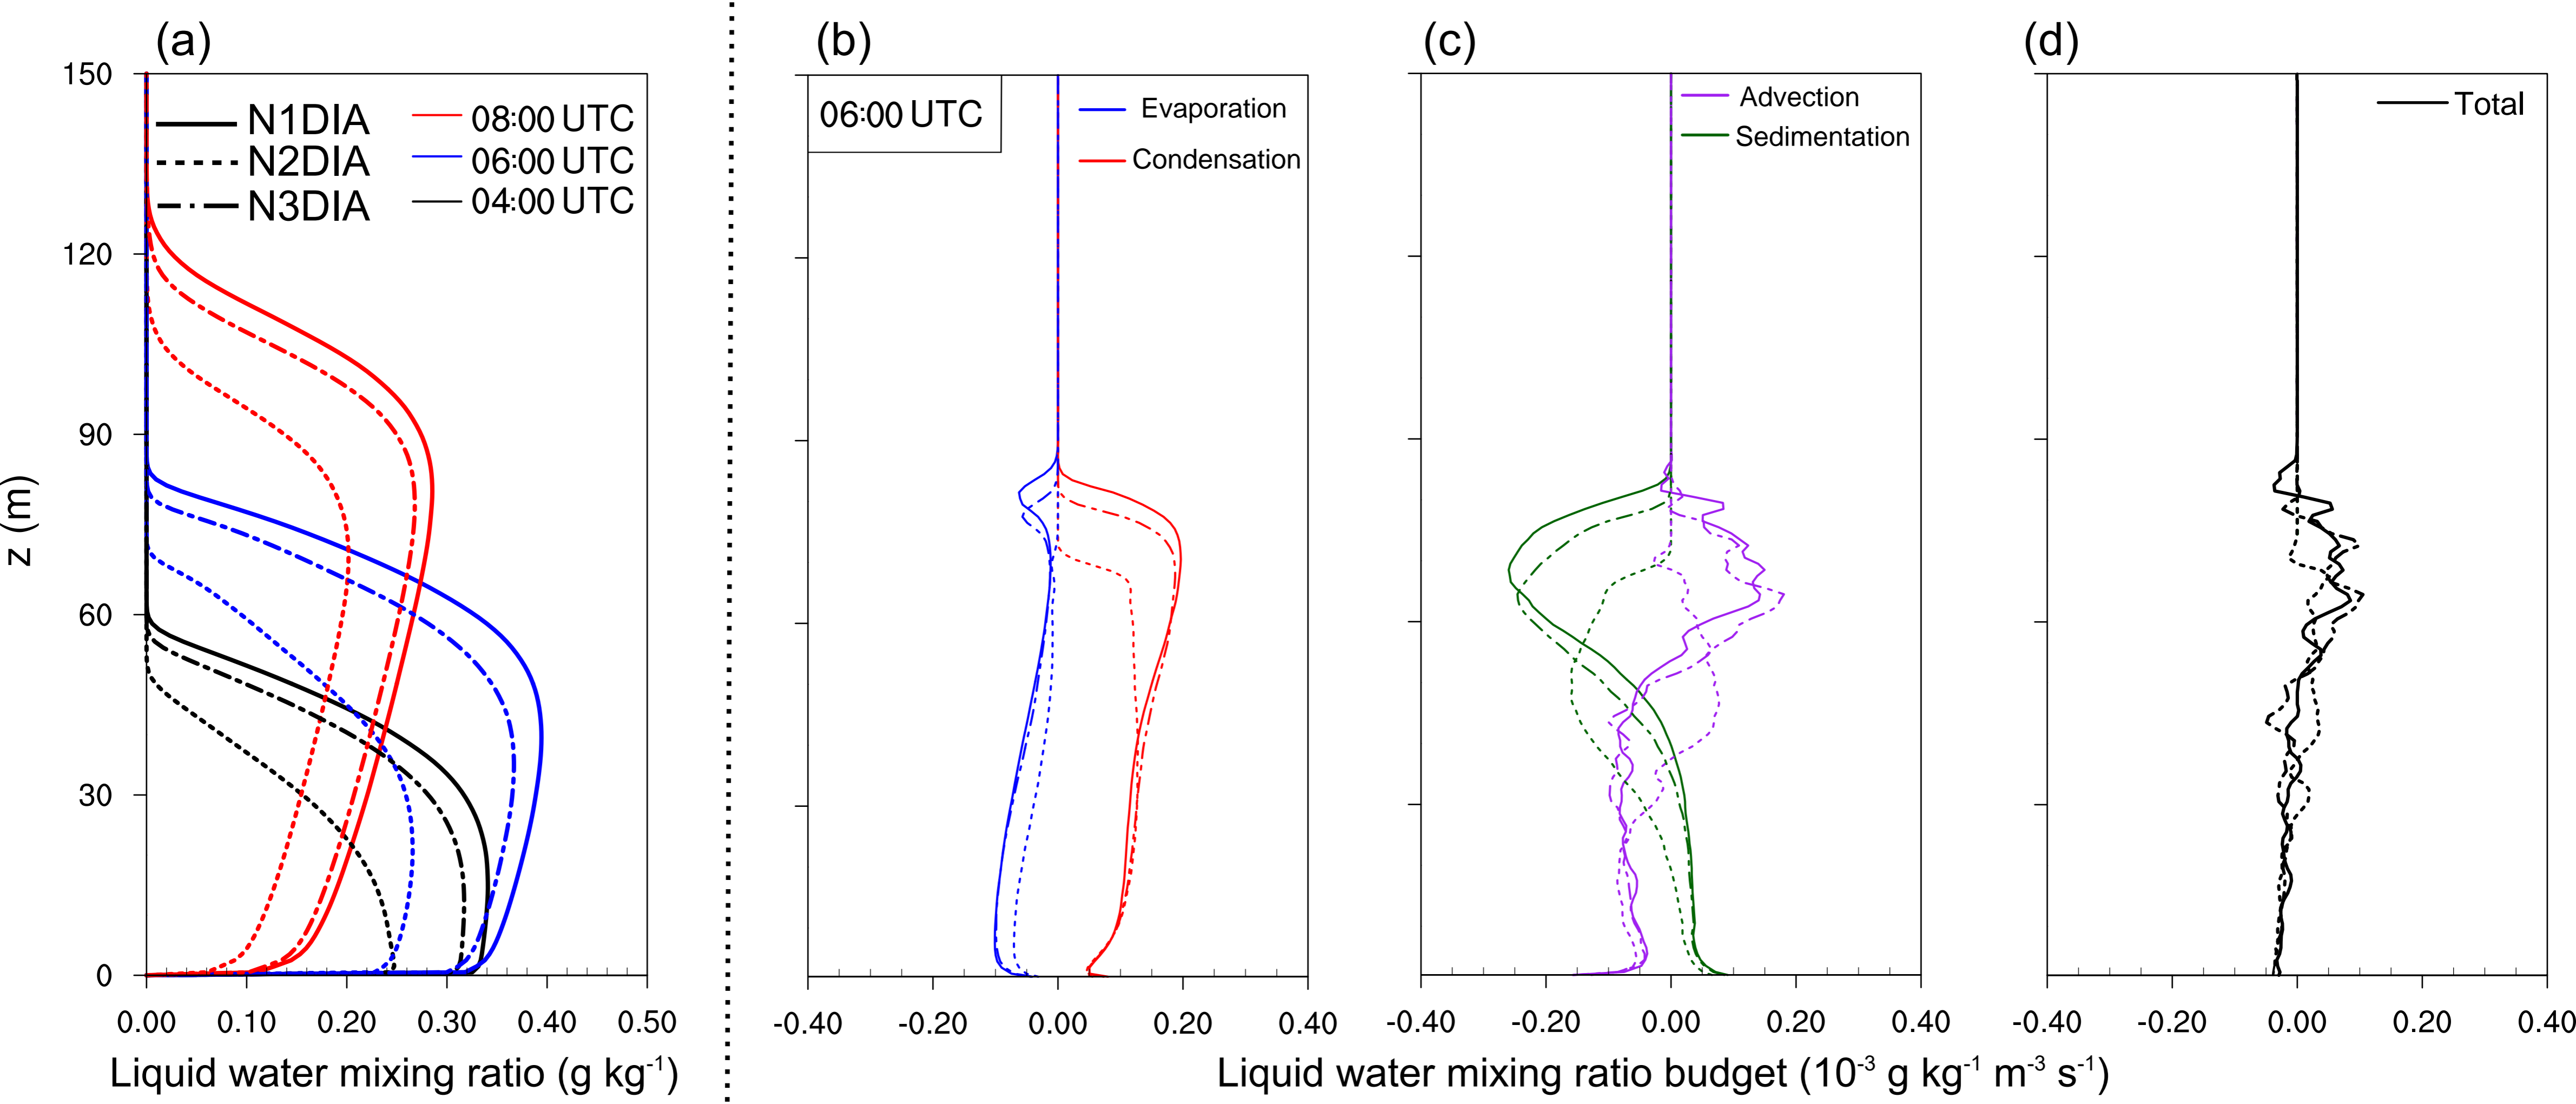 (a)
(b)
(c)
(d)
150
120
90
60
30
0
z (m)
N1DIA
N2DIA
N3DIA
08:00 UTC
06:00 UTC
04:00 UTC
0.00 0.10 0.20 0.30 0.40 0.50
Liquid water mixing ratio (g kg⁻¹)
06:00 UTC
Evaporation
Condensation
-0.40 -0.20 0.00 0.20 0.40
Advection
Sedimentation
-0.40 -0.20 0.00 0.20 0.40
Total
-0.40 -0.20 0.00 0.20 0.40
Liquid water mixing ratio budget (10⁻³ g kg⁻¹ m⁻³ s⁻¹)